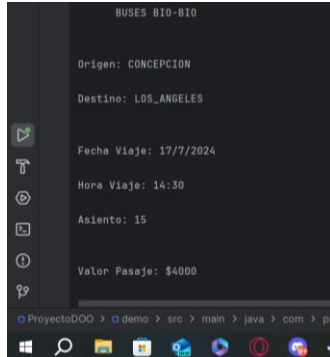 BUSES BIO-BIO
Origen: CONCEPCION
Destino: LOS_ANGELES
Fecha Viaje: 17/7/2024
Hora Viaje: 14:30
Asiento: 15
Valor Pasaje: $4000
ProyectoDOO > demo > src > main > java > com >